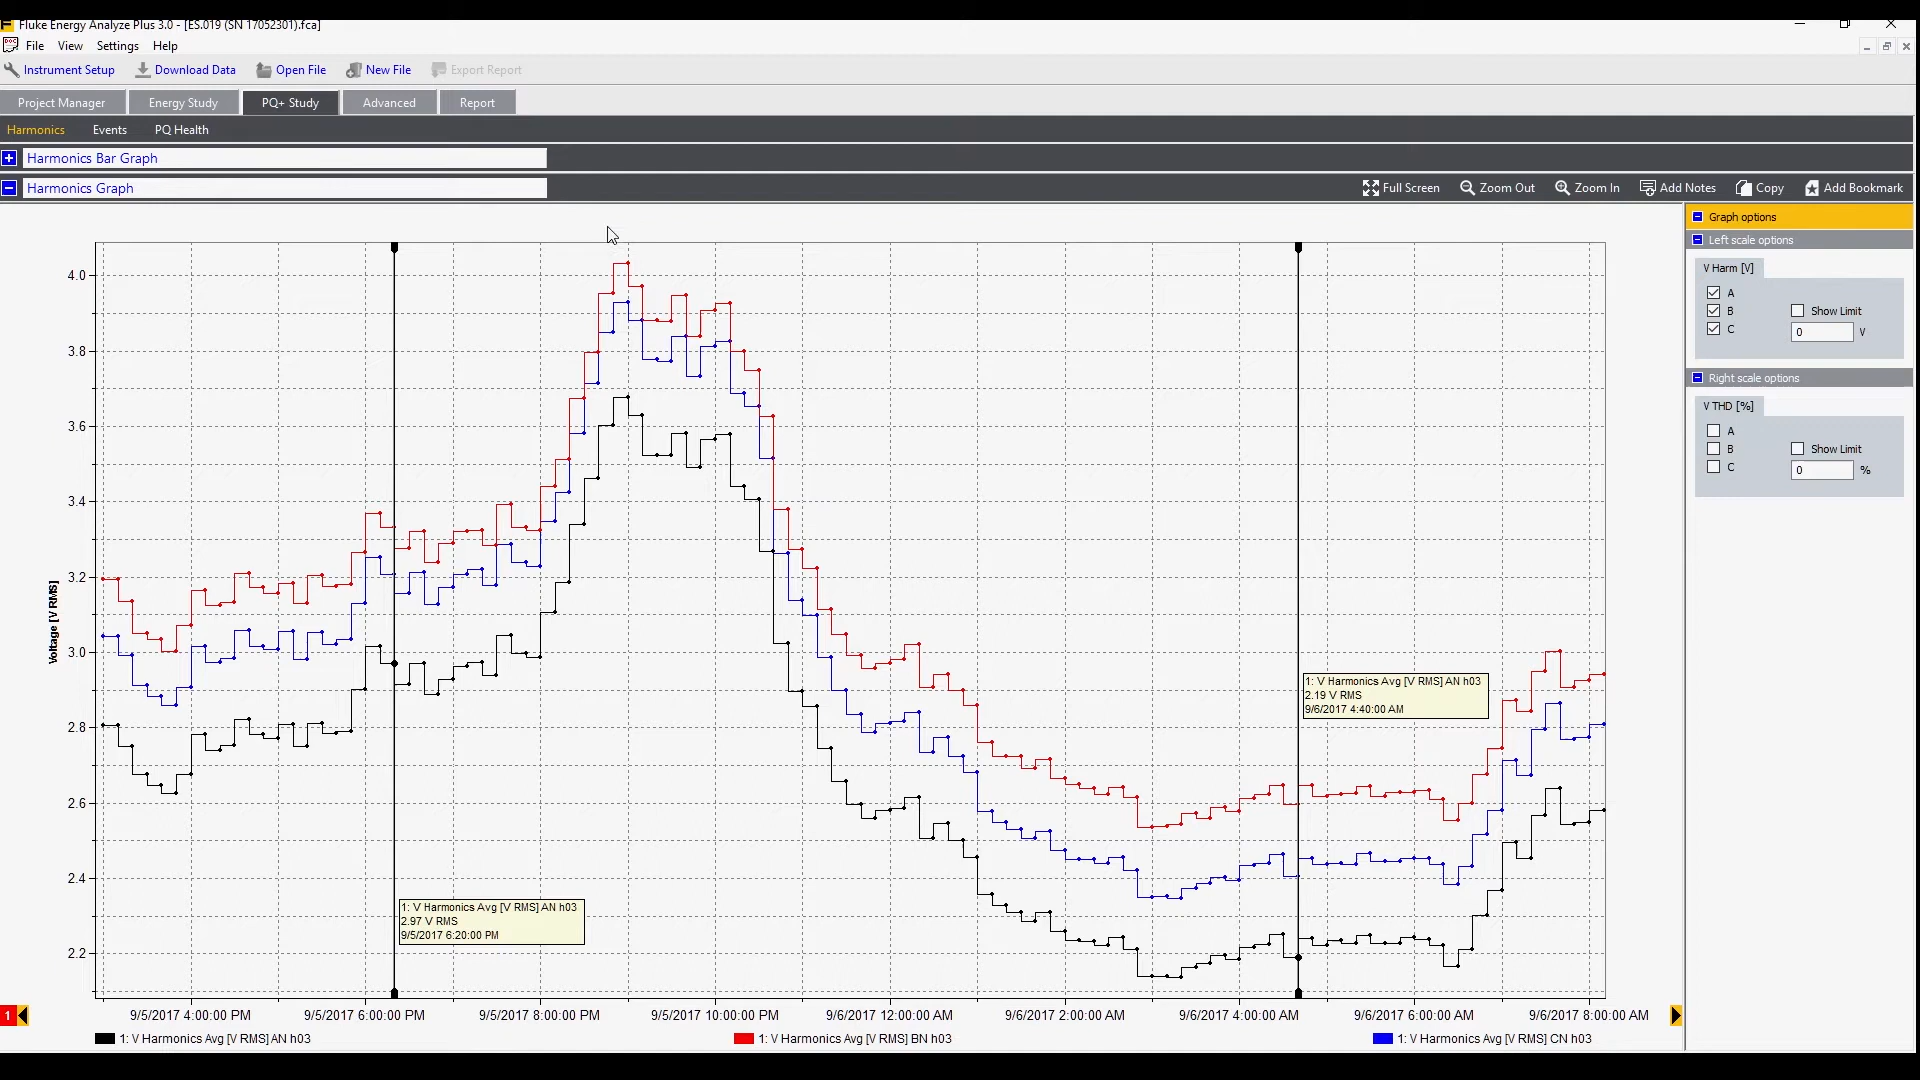 Fluke Energy Analyze Plus 3.0 - [ES.019 (SN 17052301).fca]
File View Settings Help
Instrument Setup Download Data Open File New File Export Report
Project Manager Energy Study PQ+ Study Advanced Report
Harmonics Events PQ Health
Harmonics Bar Graph
Harmonics Graph Full Screen Zoom Out Zoom In Add Notes Copy Add Bookmark
Graph options
Left scale options
V Harm [V]
A
B Show Limit
C 0 V
Right scale options
V THD [%]
A
B Show Limit
C 0 %
4.0
3.8
3.6
3.4
3.2
3.0
2.8
2.6
2.4
2.2
Voltage [V RMS]
1: V Harmonics Avg [V RMS] AN h03
2.19 V RMS
9/6/2017 4:40:00 AM
1: V Harmonics Avg [V RMS] AN h03
2.97 V RMS
9/5/2017 6:20:00 PM
1 9/5/2017 4:00:00 PM 9/5/2017 6:00:00 PM 9/5/2017 8:00:00 PM 9/5/2017 10:00:00 PM 9/6/2017 12:00:00 AM 9/6/2017 2:00:00 AM 9/6/2017 4:00:00 AM 9/6/2017 6:00:00 AM 9/6/2017 8:00:00 AM
1: V Harmonics Avg [V RMS] AN h03 1: V Harmonics Avg [V RMS] BN h03 1: V Harmonics Avg [V RMS] CN h03